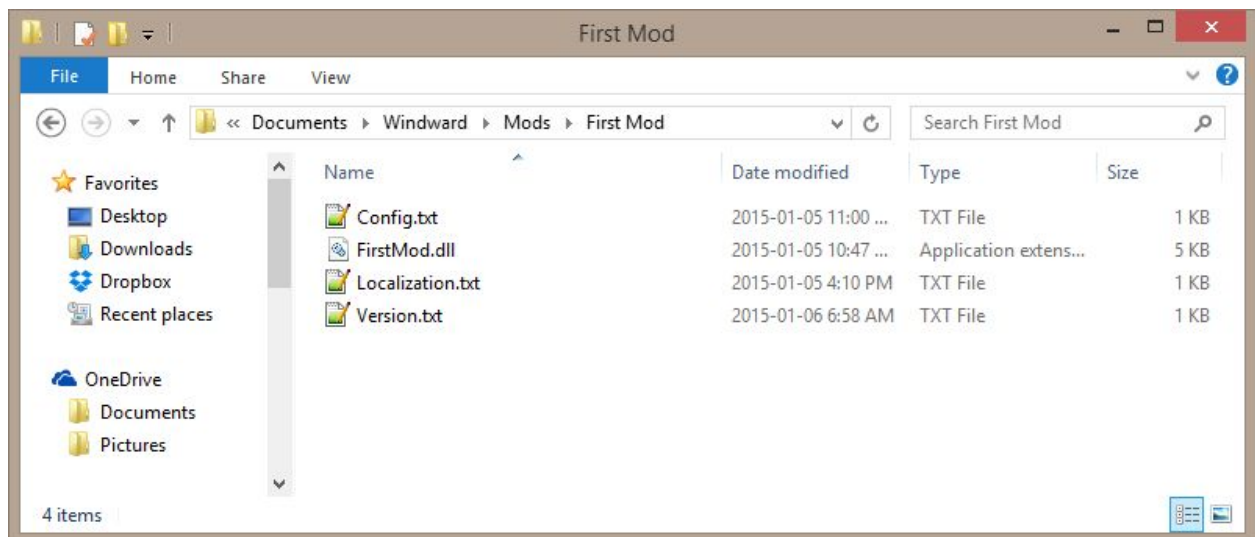 First Mod
File Home Share View
« Documents Windward Mods First Mod Search First Mod
Name Date modified Type Size
Favorites
Desktop Config.txt 2015-01-05 11:00 ... TXT File 1 KB
Downloads FirstMod.dll 2015-01-05 10:47 ... Application extens... 5 KB
Dropbox Localization.txt 2015-01-05 4:10 PM TXT File 1 KB
Recent places Version.txt 2015-01-06 6:58 AM TXT File 1 KB
OneDrive
Documents
Pictures
4 items